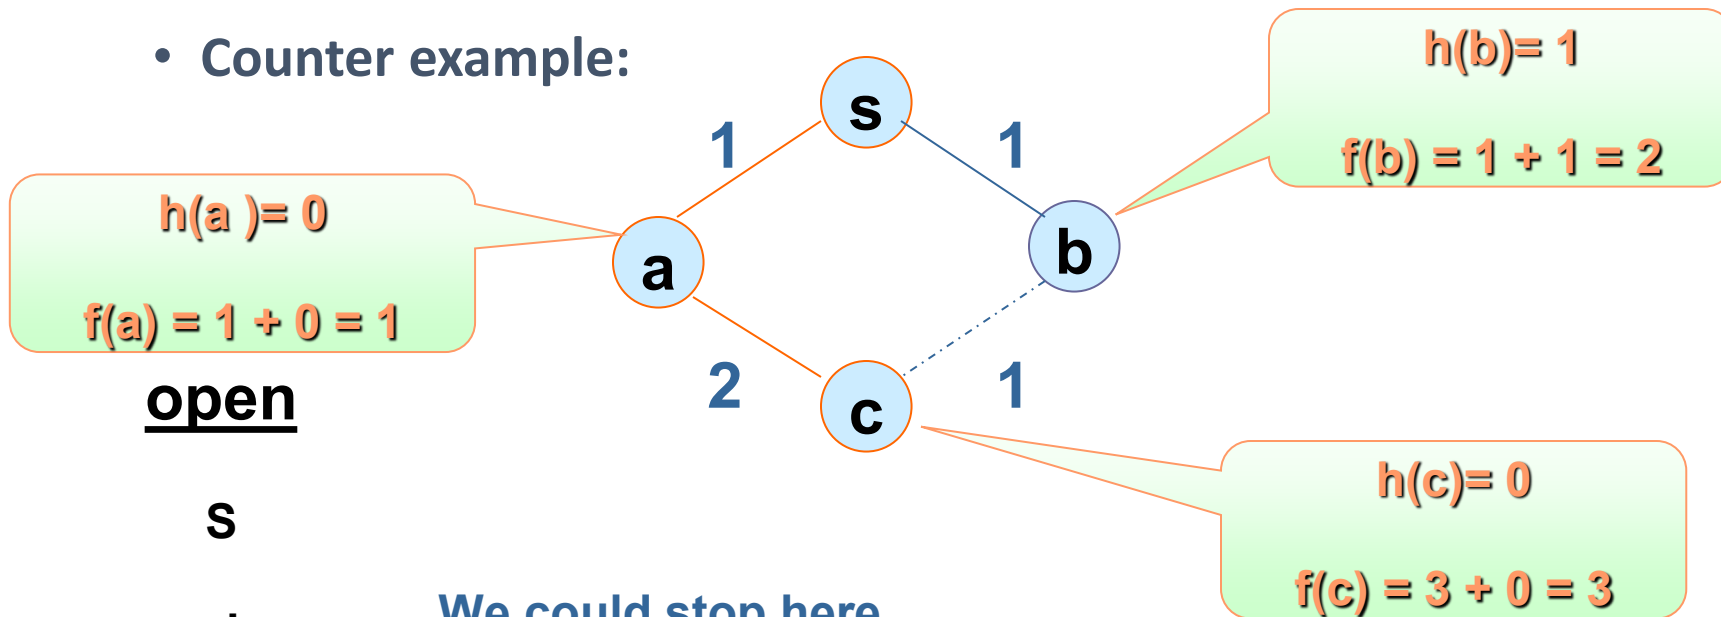 • Counter example:
h(b)= 1
f(b) = 1 + 1 = 2
s
1
1
h(a )= 0
f(a) = 1 + 0 = 1
a
b
2
1
c
open
s
h(c)= 0
f(c) = 3 + 0 = 3
We could stop here